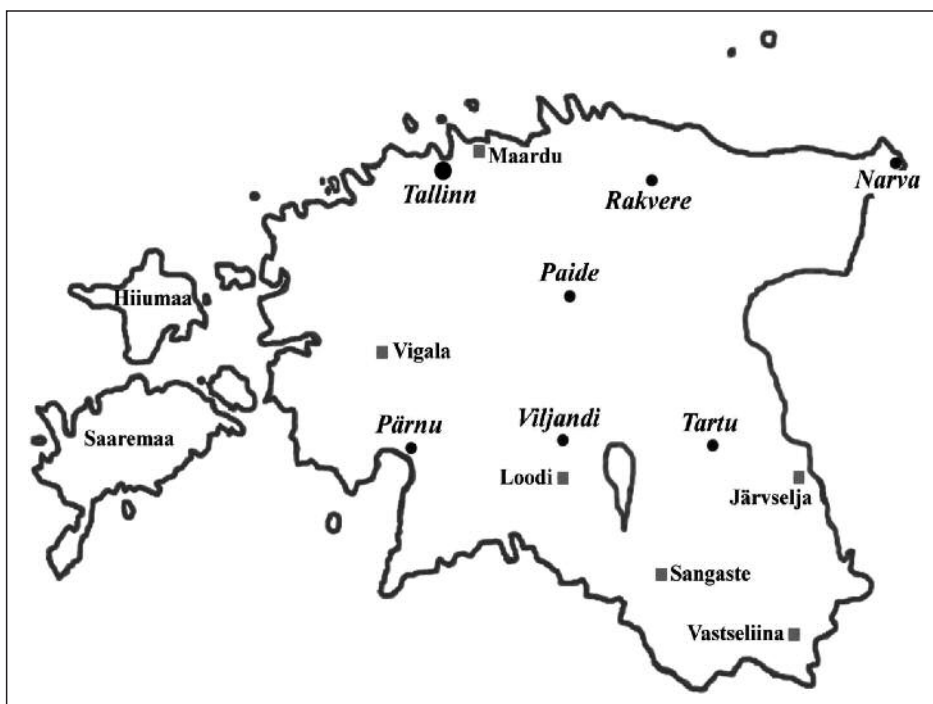 Maardu
Tallinn
Rakvere
Narva
Paide
Hiiumaa
Vigala
Saaremaa
Pärnu
Viljandi
Tartu
Loodi
Järvselja
Sangaste
Vastseliina